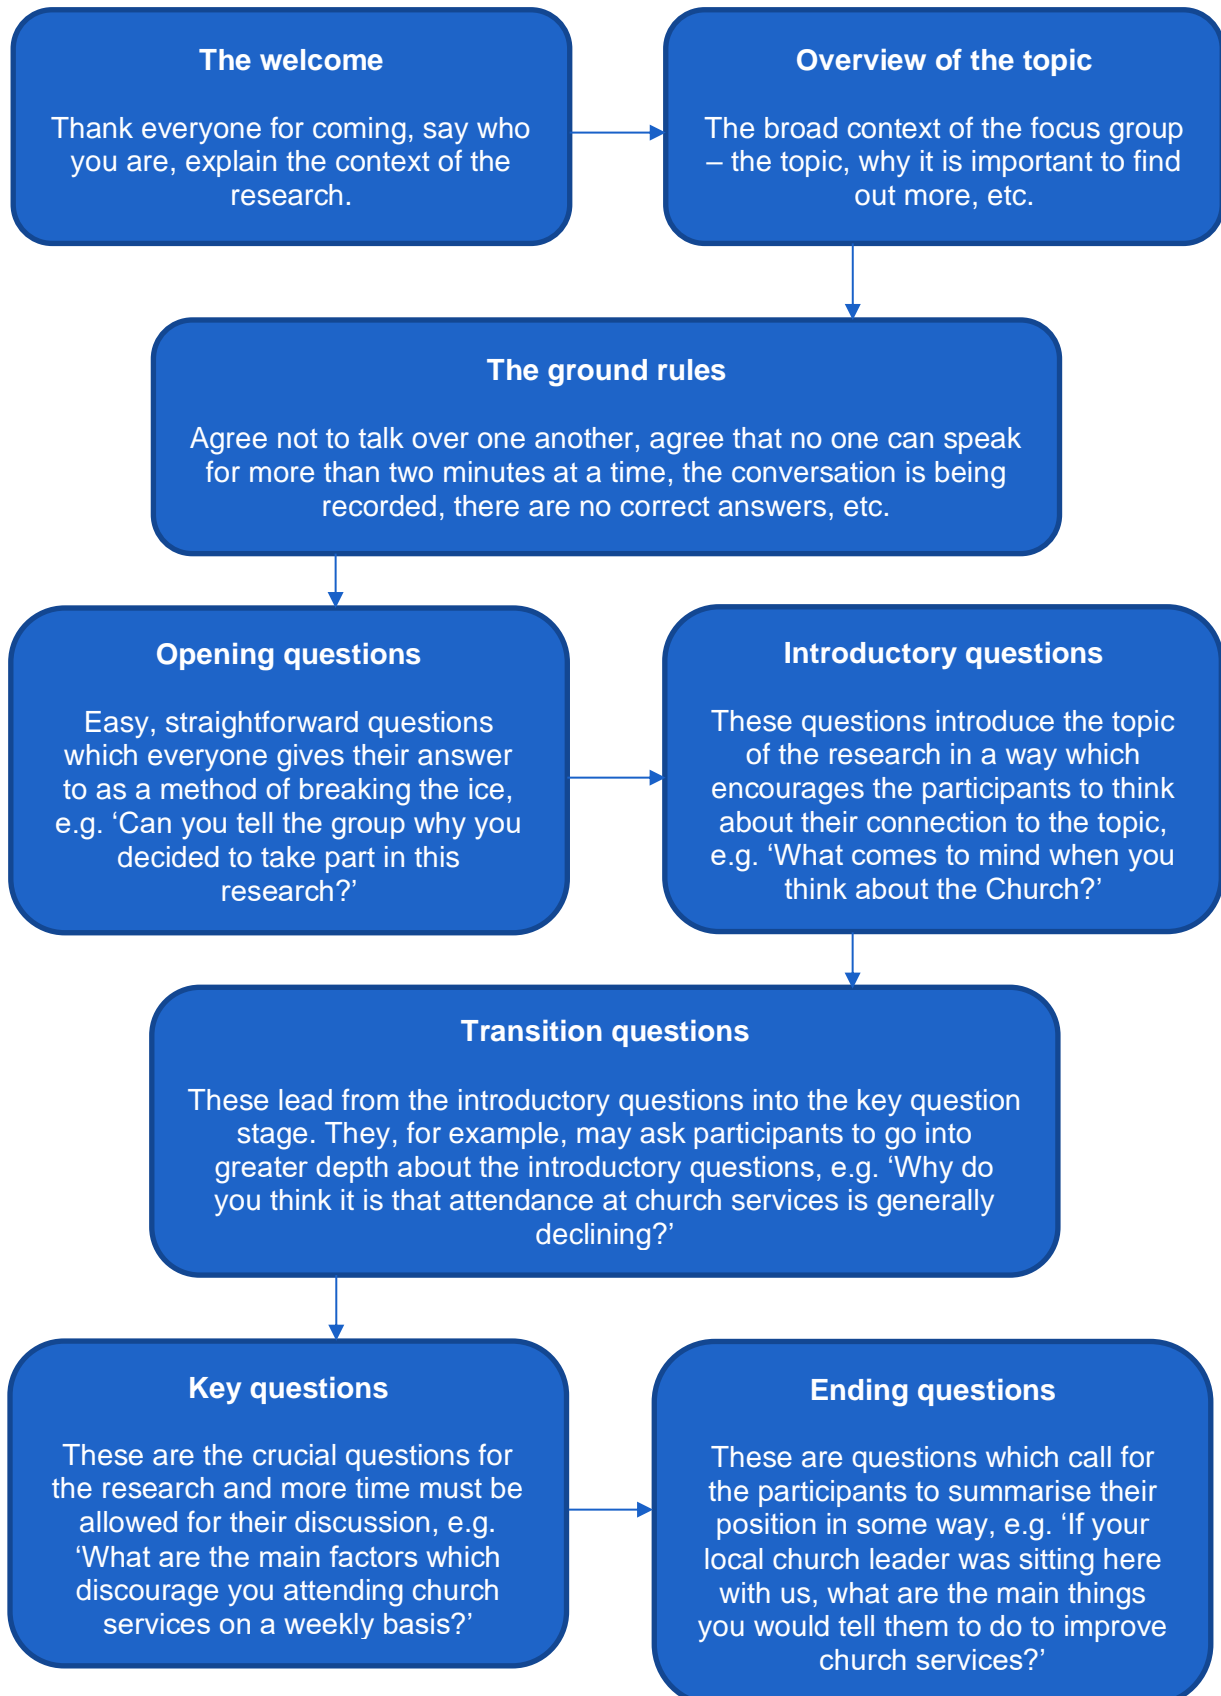 The welcome
Thank everyone for coming, say who
you are, explain the context of the
research.
Overview of the topic
The broad context of the focus group
– the topic, why it is important to find
out more, etc.
The ground rules
Agree not to talk over one another, agree that no one can speak
for more than two minutes at a time, the conversation is being
recorded, there are no correct answers, etc.
Opening questions
Easy, straightforward questions
which everyone gives their answer
to as a method of breaking the ice,
e.g. ‘Can you tell the group why you
decided to take part in this
research?’
Introductory questions
These questions introduce the topic
of the research in a way which
encourages the participants to think
about their connection to the topic,
e.g. ‘What comes to mind when you
think about the Church?’
Transition questions
These lead from the introductory questions into the key question
stage. They, for example, may ask participants to go into
greater depth about the introductory questions, e.g. ‘Why do
you think it is that attendance at church services is generally
declining?’
Key questions
These are the crucial questions for
the research and more time must be
allowed for their discussion, e.g.
‘What are the main factors which
discourage you attending church
services on a weekly basis?’
Ending questions
These are questions which call for
the participants to summarise their
position in some way, e.g. ‘If your
local church leader was sitting here
with us, what are the main things
you would tell them to do to improve
church services?’